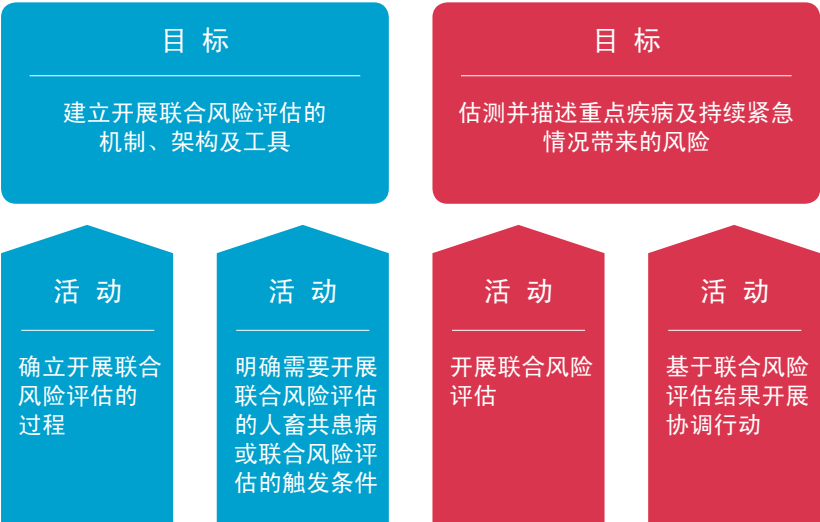 目标
建立开展联合风险评估的
机制、架构及工具
目标
估测并描述重点疾病及持续紧急
情况带来的风险
活动
确立开展联合
风险评估的
过程
活动
明确需要开展
联合风险评估
的人畜共患病
或联合风险评
估的触发条件
活动
开展联合风险
评估
活动
基于联合风险
评估结果开展
协调行动